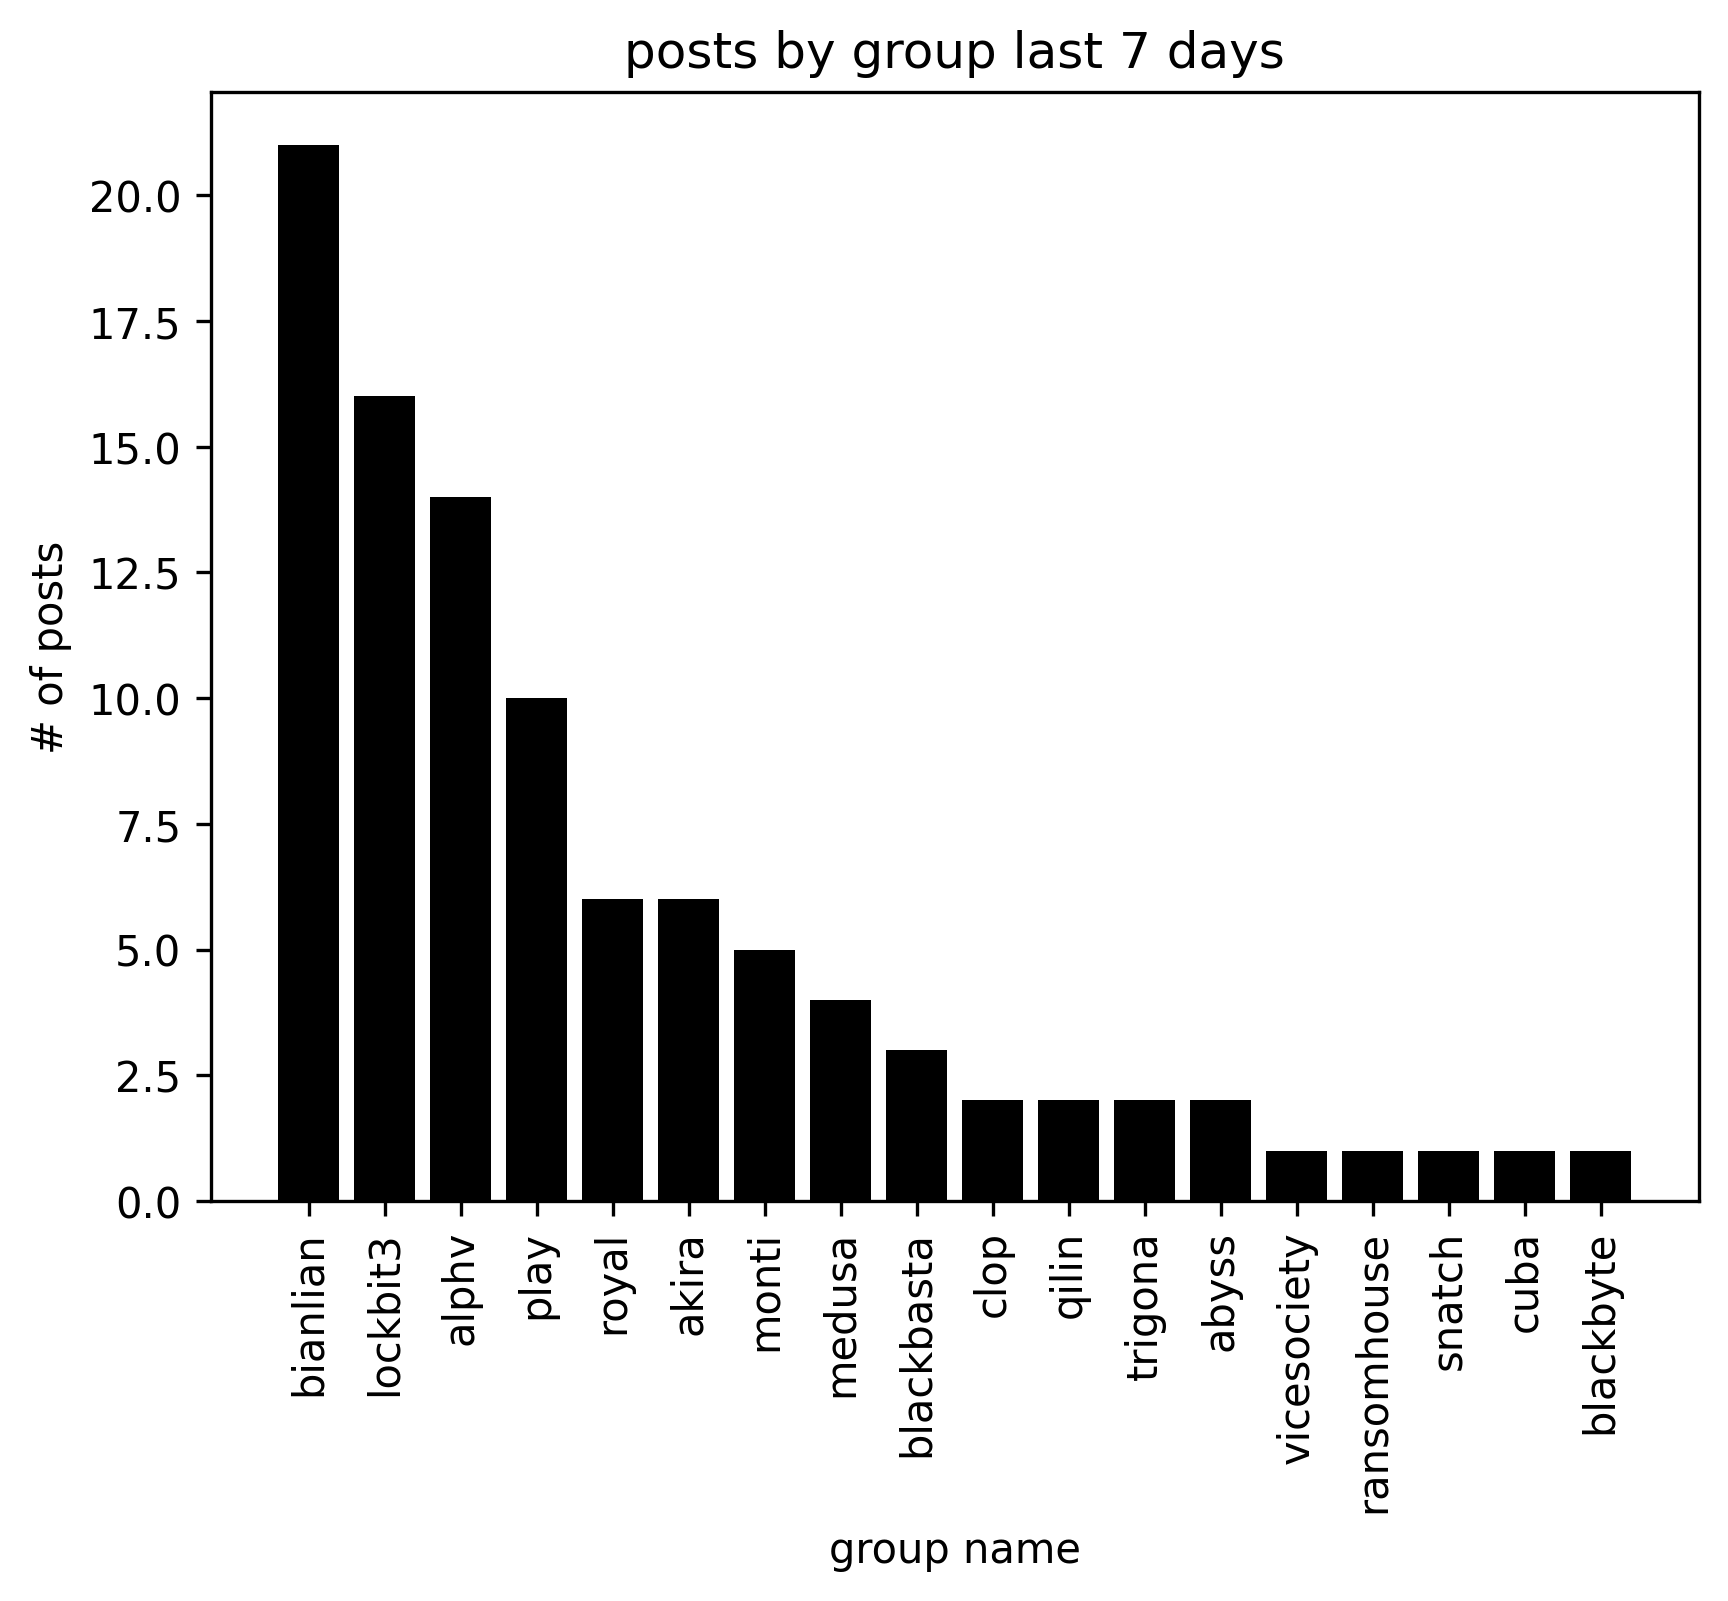 posts by group last 7 days
# of posts
20.0
17.5
15.0
12.5
10.0
7.5
5.0
2.5
0.0
bianlian
lockbit3
alphv
play
royal
akira
monti
medusa
blackbasta
clop
qilin
trigona
abyss
vicesociety
ransomhouse
snatch
cuba
blackbyte
group name